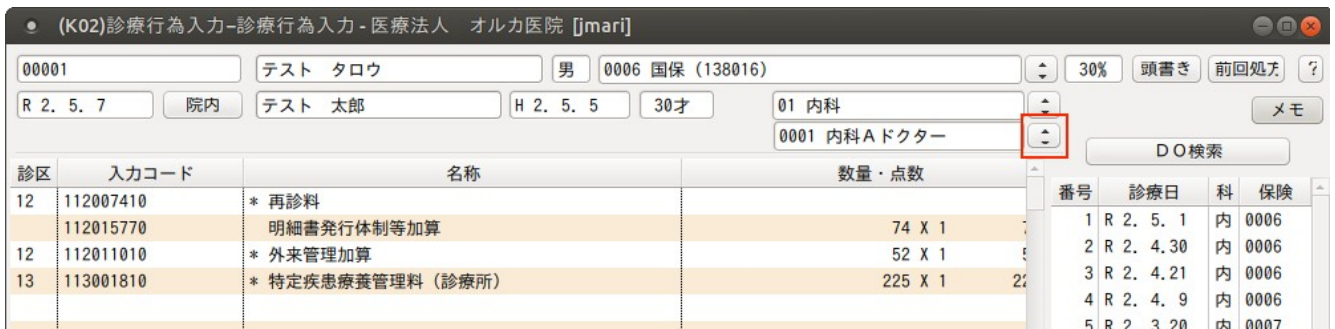 (K02)診療行為入力–診療行為入力 - 医療法人　オルカ医院 [jmari]
00001 テスト　タロウ 男 0006 国保 (138016) 30% 頭書き 前回処方 ?
R 2. 5. 7 院内 テスト　太郎 H 2. 5. 5 30才 01 内科 メモ
0001 内科Ａドクター
ＤＯ検索
診区 入力コード 名称 数量・点数
12 112007410 * 再診料
112015770 明細書発行体制等加算 74 X 1
12 112011010 * 外来管理加算 52 X 1
13 113001810 * 特定疾患療養管理料（診療所） 225 X 1
番号 診療日 科 保険
1 R 2. 5. 1 内 0006
2 R 2. 4.30 内 0006
3 R 2. 4.21 内 0006
4 R 2. 4. 9 内 0006
5 R 2. 3.20 内 0007